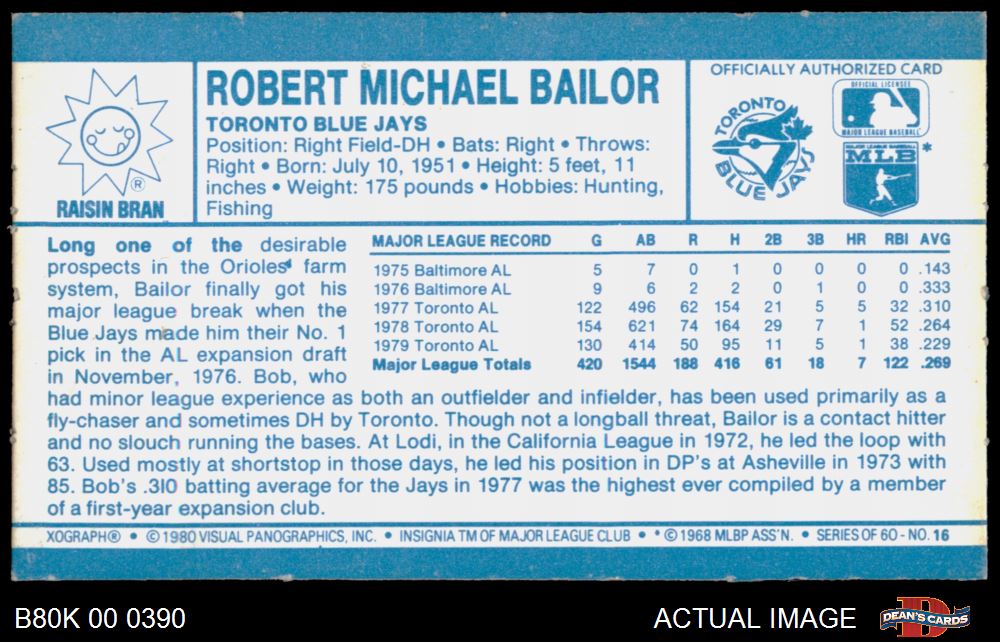 ROBERT MICHAEL BAILOR
TORONTO BLUE JAYS
Position: Right Field-DH • Bats: Right • Throws:
Right • Born: July 10, 1951 • Height: 5 feet, 11
inches • Weight: 175 pounds • Hobbies: Hunting,
Fishing
®
RAISIN BRAN
OFFICIALLY AUTHORIZED CARD
TORONTO
BLUE JAYS
OFFICIAL LICENSEE
MAJOR LEAGUE BASEBALL
MAJOR LEAGUE BASEBALL
MLB *
Long one of the desirable
prospects in the Orioles' farm
system, Bailor finally got his
major league break when the
Blue Jays made him their No. 1
pick in the AL expansion draft
in November, 1976. Bob, who
MAJOR LEAGUE RECORD G AB R H 2B 3B HR RBI AVG
1975 Baltimore AL 5 7 0 1 0 0 0 0 .143
1976 Baltimore AL 9 6 2 2 0 1 0 0 .333
1977 Toronto AL 122 496 62 154 21 5 5 32 .310
1978 Toronto AL 154 621 74 164 29 7 1 52 .264
1979 Toronto AL 130 414 50 95 11 5 1 38 .229
Major League Totals 420 1544 188 416 61 18 7 122 .269
had minor league experience as both an outfielder and infielder, has been used primarily as a
fly-chaser and sometimes DH by Toronto. Though not a longball threat, Bailor is a contact hitter
and no slouch running the bases. At Lodi, in the California League in 1972, he led the loop with
63. Used mostly at shortstop in those days, he led his position in DP's at Asheville in 1973 with
85. Bob's .310 batting average for the Jays in 1977 was the highest ever compiled by a member
of a first-year expansion club.
XOGRAPH® • ©1980 VISUAL PANOGRAPHICS, INC. • INSIGNIA TM OF MAJOR LEAGUE CLUB • *©1968 MLBP ASS'N. • SERIES OF 60 - NO. 16
B80K 00 0390
ACTUAL IMAGE
DEAN'S CARDS